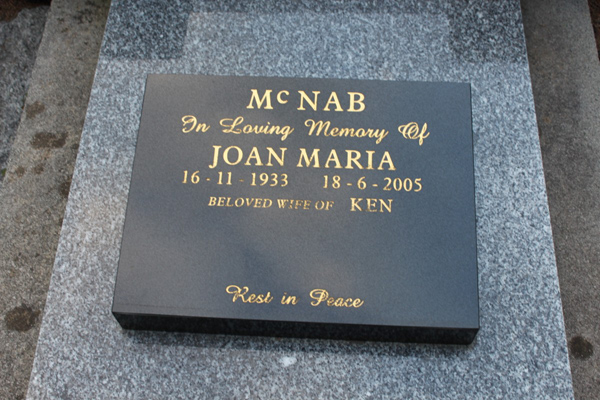 McNAB
In Loving Memory Of
JOAN MARIA
16 - 11 - 1933 18 - 6 - 2005
BELOVED WIFE OF KEN
Rest in Peace